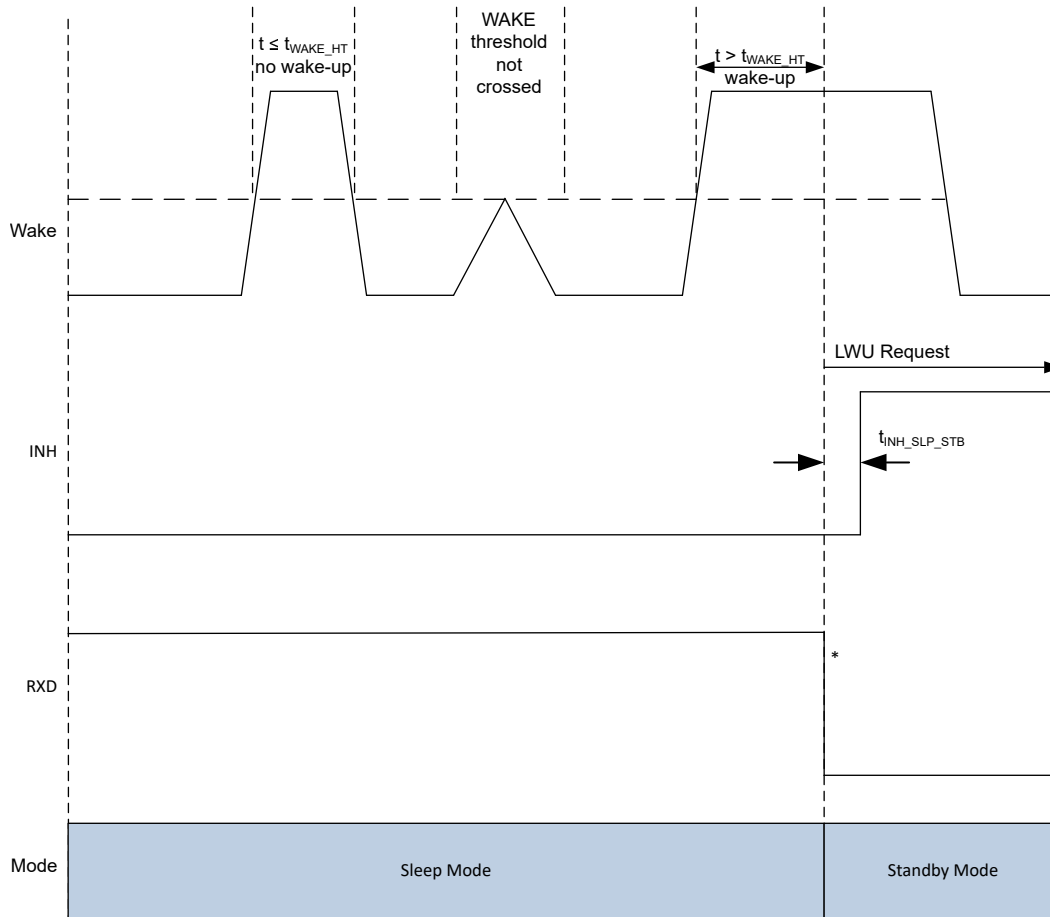 t ≤ tWAKE_HT
no wake-up
WAKE
threshold
not
crossed
t > tWAKE_HT
wake-up
Wake
LWU Request
INH
tINH_SLP_STB
*
RXD
Mode
Sleep Mode
Standby Mode